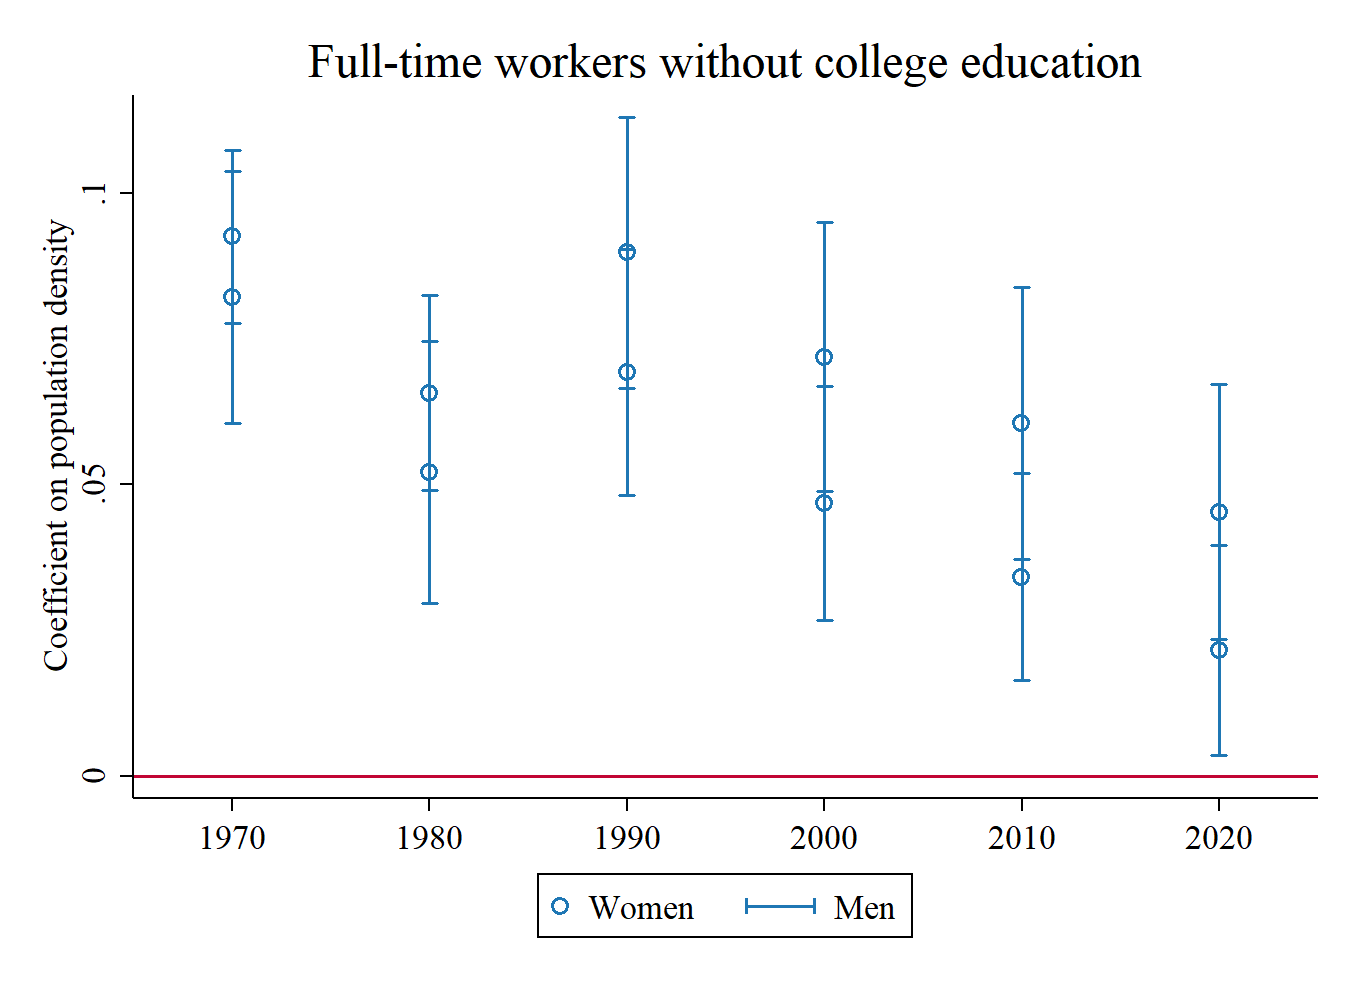 Full-time workers without college education
Coefficient on population density
.1
.05
0
1970 1980 1990 2000 2010 2020
Women Men